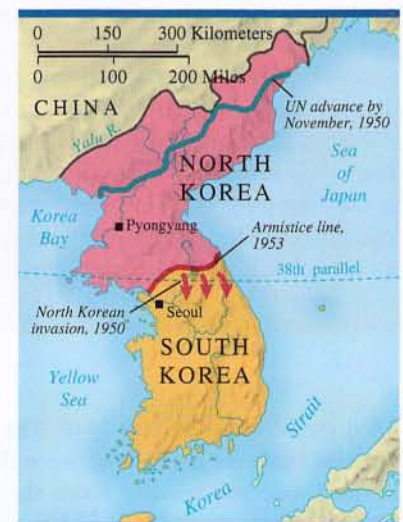 0 150 300 Kilometers
0 100 200 Miles
CHINA
UN advance by
November, 1950
Yalu R.
NORTH
KOREA
Sea
of
Japan
Korea
Bay
Pyongyang
Armistice line,
1953
38th parallel
North Korean
invasion, 1950
Seoul
SOUTH
KOREA
Yellow
Sea
Korea Strait